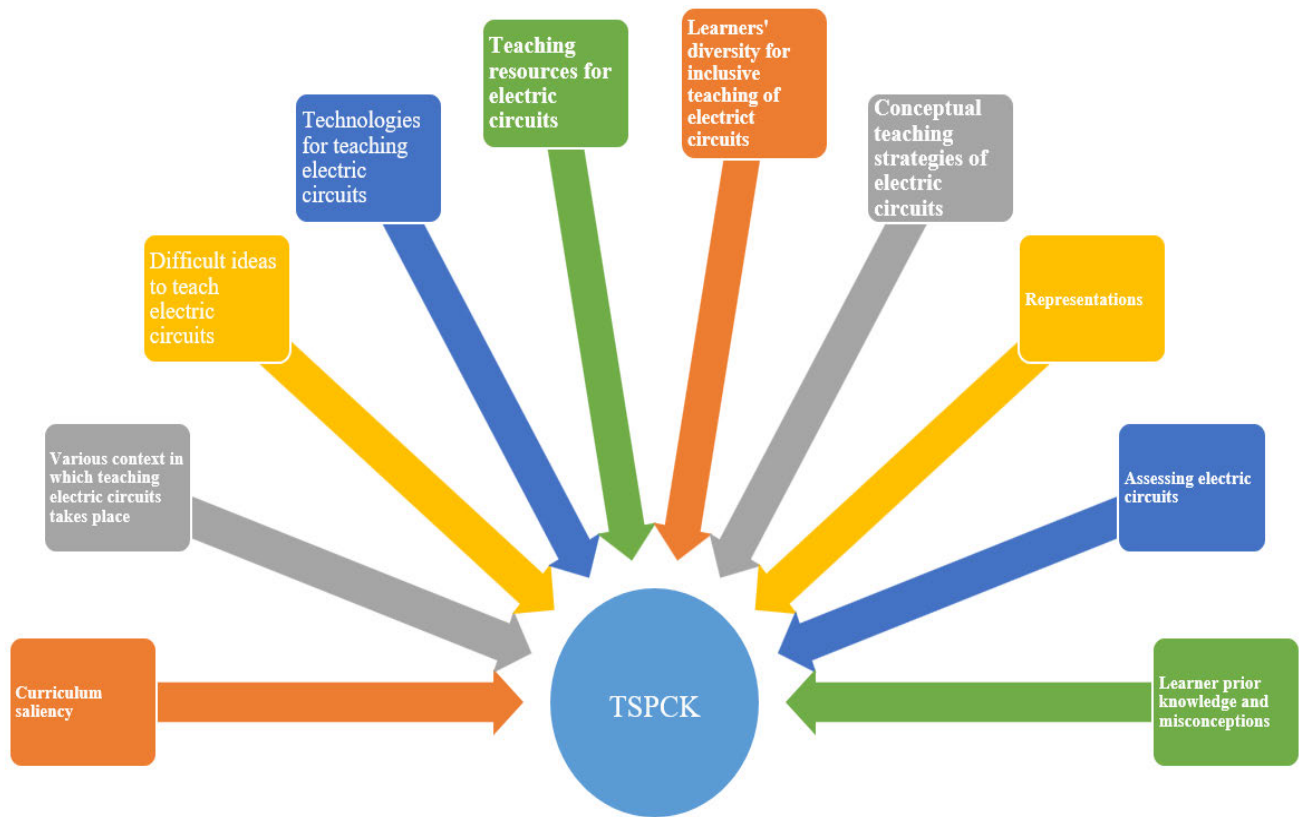 Teaching
resources for
electric
circuits
Learners'
diversity for
inclusive
teaching of
electrict
circuits
Technologies
for teaching
electric
circuits
Conceptual
teaching
strategies of
electric
circuits
Difficult ideas
to teach
electric
circuits
Representations
Various context in
which teaching
electric circuits
takes place
Assessing electric
circuits
Curriculum
saliency
TSPCK
Learner prior
knowledge and
misconceptions